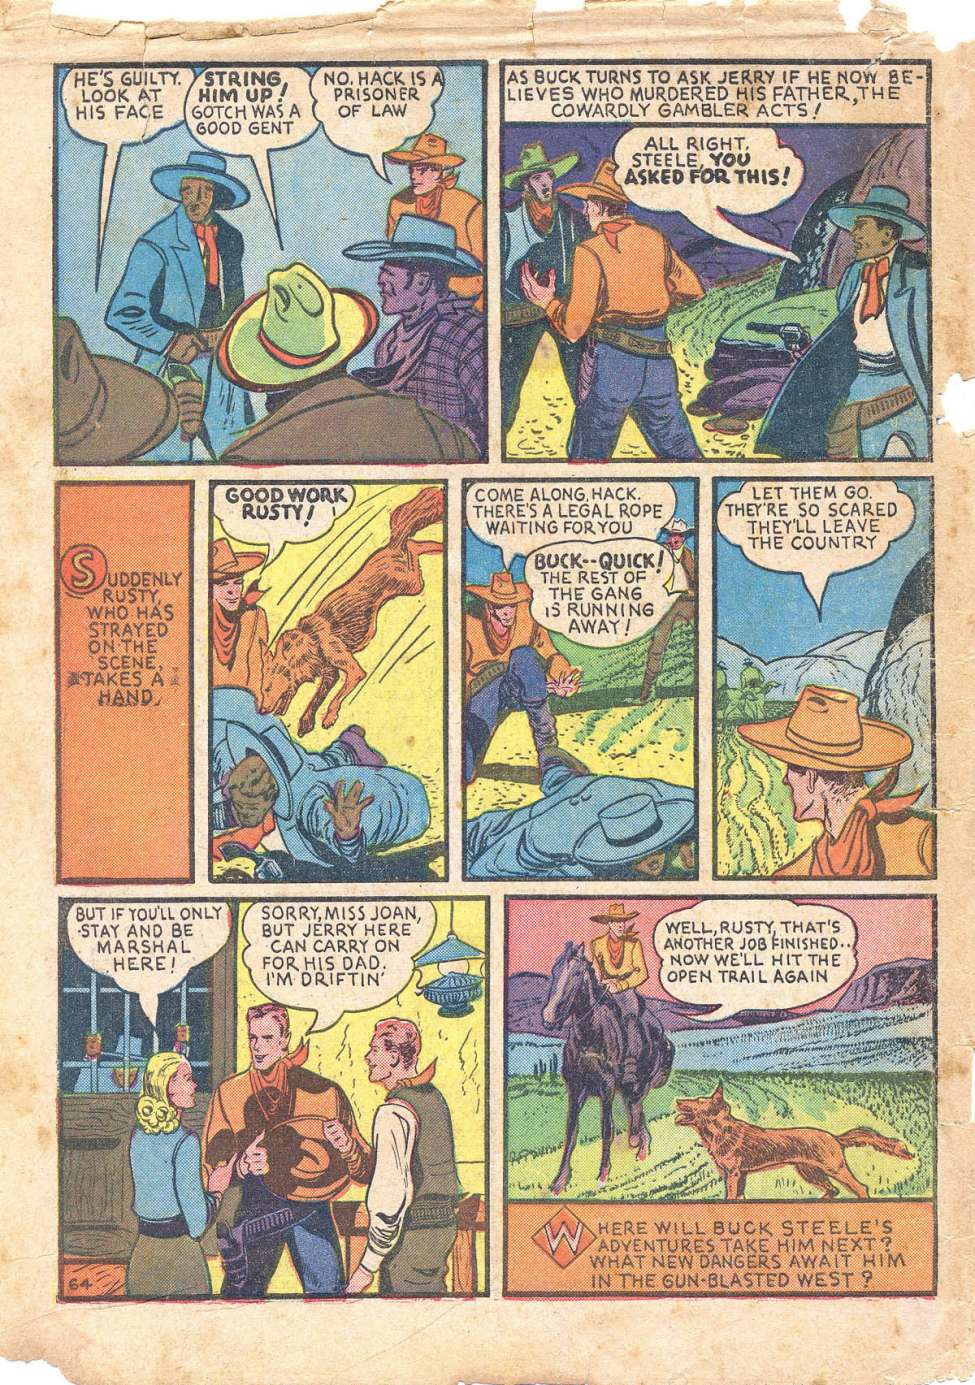 HE'S GUILTY.
LOOK AT
HIS FACE
STRING
HIM UP!
GOTCH WAS A
GOOD GENT
NO. HACK IS A
PRISONER
OF LAW
AS BUCK TURNS TO ASK JERRY IF HE NOW BE-
LIEVES WHO MURDERED HIS FATHER, THE
COWARDLY GAMBLER ACTS!
ALL RIGHT,
STEELE, YOU
ASKED FOR THIS!
SUDDENLY
RUSTY,
WHO HAS
STRAYED
ON THE
SCENE,
TAKES A
HAND.
GOOD WORK
RUSTY!
COME ALONG, HACK.
THERE'S A LEGAL ROPE
WAITING FOR YOU
BUCK--QUICK!
THE REST OF
THE GANG
IS RUNNING
AWAY!
LET THEM GO.
THEY'RE SO SCARED
THEY'LL LEAVE
THE COUNTRY
BUT IF YOU'LL ONLY
STAY AND BE
MARSHAL
HERE!
SORRY, MISS JOAN,
BUT JERRY HERE
CAN CARRY ON
FOR HIS DAD.
I'M DRIFTIN'
64
WELL, RUSTY, THAT'S
ANOTHER JOB FINISHED..
NOW WE'LL HIT THE
OPEN TRAIL AGAIN
WHERE WILL BUCK STEELE'S
ADVENTURES TAKE HIM NEXT?
WHAT NEW DANGERS AWAIT HIM
IN THE GUN-BLASTED WEST?